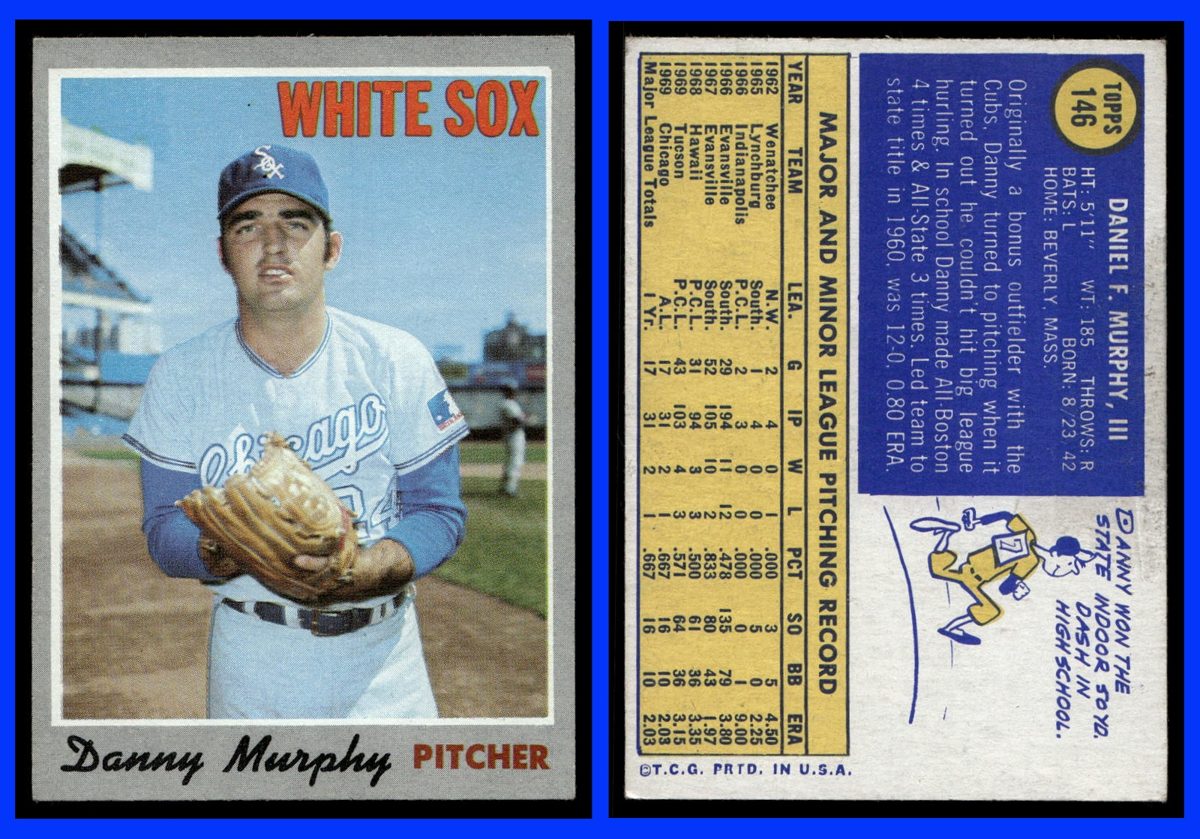 WHITE SOX
SOX
Chicago
24
Danny Murphy PITCHER
TOPPS
146
DANIEL F. MURPHY, III
HT: 5'11" WT: 185 THROWS: R
BATS: L BORN: 8/23 42
HOME: BEVERLY, MASS.
Originally a bonus outfielder with the
Cubs, Danny turned to pitching when it
turned out he couldn't hit big league
hurling. In school Danny made All-Boston
4 times & All-State 3 times. Led team to
state title in 1960, was 12-0, 0.80 ERA
DANNY WON THE
STATE INDOOR 50 YD.
DASH IN
HIGH SCHOOL.
7
MAJOR AND MINOR LEAGUE PITCHING RECORD
YEAR TEAM LEA G IP W L PCT SO BB ERA
1962 Wenatchee N.W. 2 4 0 1 .000 3 5 4.50
1965 Lynchburg South. 1 4 0 0 .000 5 0 2.25
1966 Indianapolis P.C.L. 2 3 0 0 .000 0 1 9.00
1966 Evansville South. 29 194 11 12 .478 135 79 3.80
1967 Evansville South. 52 105 10 2 .833 80 43 1.97
1968 Hawaii P.C.L. 31 94 3 3 .500 61 36 3.35
1969 Tucson P.C.L. 43 103 4 3 .571 64 36 3.15
1969 Chicago A.L. 17 31 2 1 .667 16 10 2.03
Major League Totals 1 Yr. 17 31 2 1 .667 16 10 2.03
©T.C.G. PRTD. IN U.S.A.